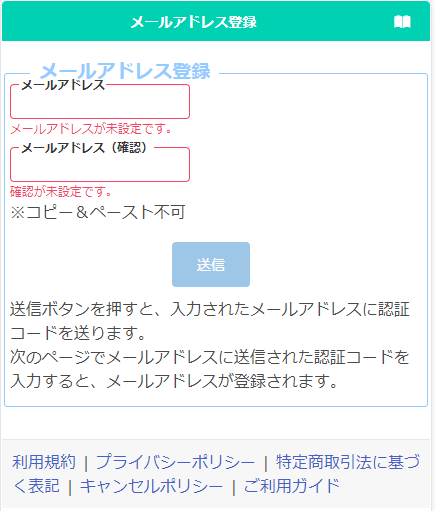 メールアドレス登録
メールアドレス登録
メールアドレス
メールアドレスが未設定です。
メールアドレス（確認）
確認が未設定です。
※コピー＆ペースト不可
送信
送信ボタンを押すと、入力されたメールアドレスに認証
コードを送ります。
次のページでメールアドレスに送信された認証コードを
入力すると、メールアドレスが登録されます。
利用規約 | プライバシーポリシー | 特定商取引法に基づ
く表記 | キャンセルポリシー | ご利用ガイド